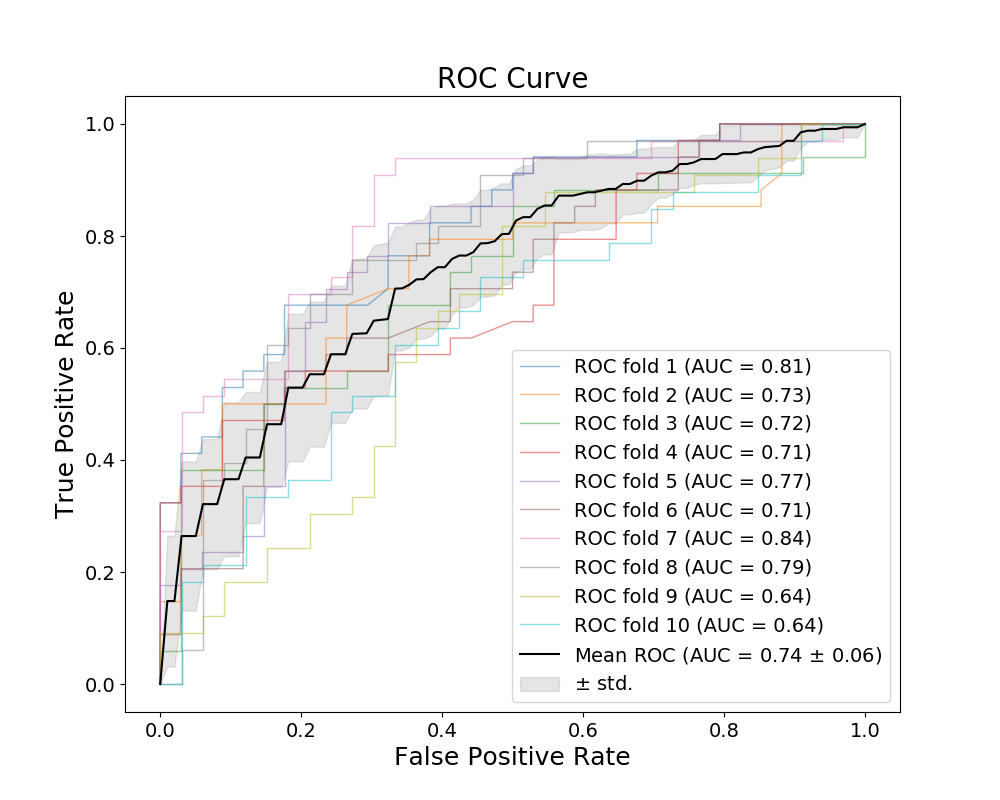 ROC Curve
True Positive Rate
1.0
0.8
0.6
0.4
0.2
0.0
ROC fold 1 (AUC = 0.81)
ROC fold 2 (AUC = 0.73)
ROC fold 3 (AUC = 0.72)
ROC fold 4 (AUC = 0.71)
ROC fold 5 (AUC = 0.77)
ROC fold 6 (AUC = 0.71)
ROC fold 7 (AUC = 0.84)
ROC fold 8 (AUC = 0.79)
ROC fold 9 (AUC = 0.64)
ROC fold 10 (AUC = 0.64)
Mean ROC (AUC = 0.74 ± 0.06)
± std.
0.0 0.2 0.4 0.6 0.8 1.0
False Positive Rate